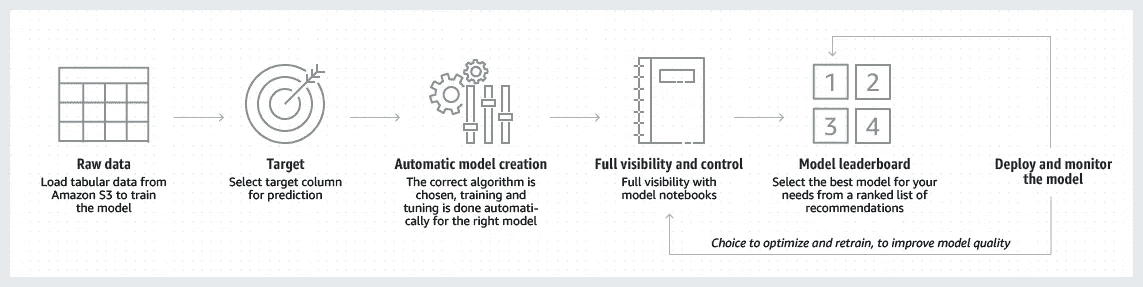 1 2
3 4
Raw data
Load tabular data from
Amazon S3 to train
the model
Target
Select target column
for prediction
Automatic model creation
The correct algorithm is
chosen, training and
tuning is done automati-
cally for the right model
Full visibility and control
Full visibility with
model notebooks
Model leaderboard
Select the best model for your
needs from a ranked list of
recommendations
Deploy and monitor
the model
Choice to optimize and retrain, to improve model quality